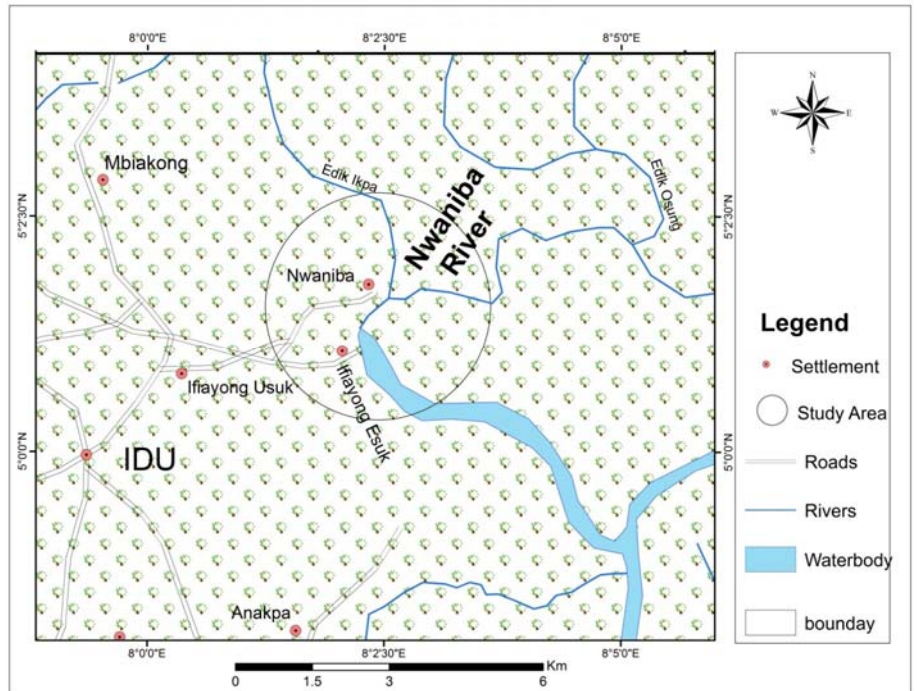 8°0'0"E
8°2'30"E
8°5'0"E
N
W
E
S
Mbiakong
Edik Ikpa
Nwaniba
River
Edik Osung
5°2'30"N
5°2'30"N
Nwaniba
Ifiayong Usuk
Ifiayong Esuk
IDU
5°0'0"N
5°0'0"N
Anakpa
8°0'0"E
8°2'30"E
8°5'0"E
Km
0
1.5
3
6
Legend
Settlement
Study Area
Roads
Rivers
Waterbody
bounday